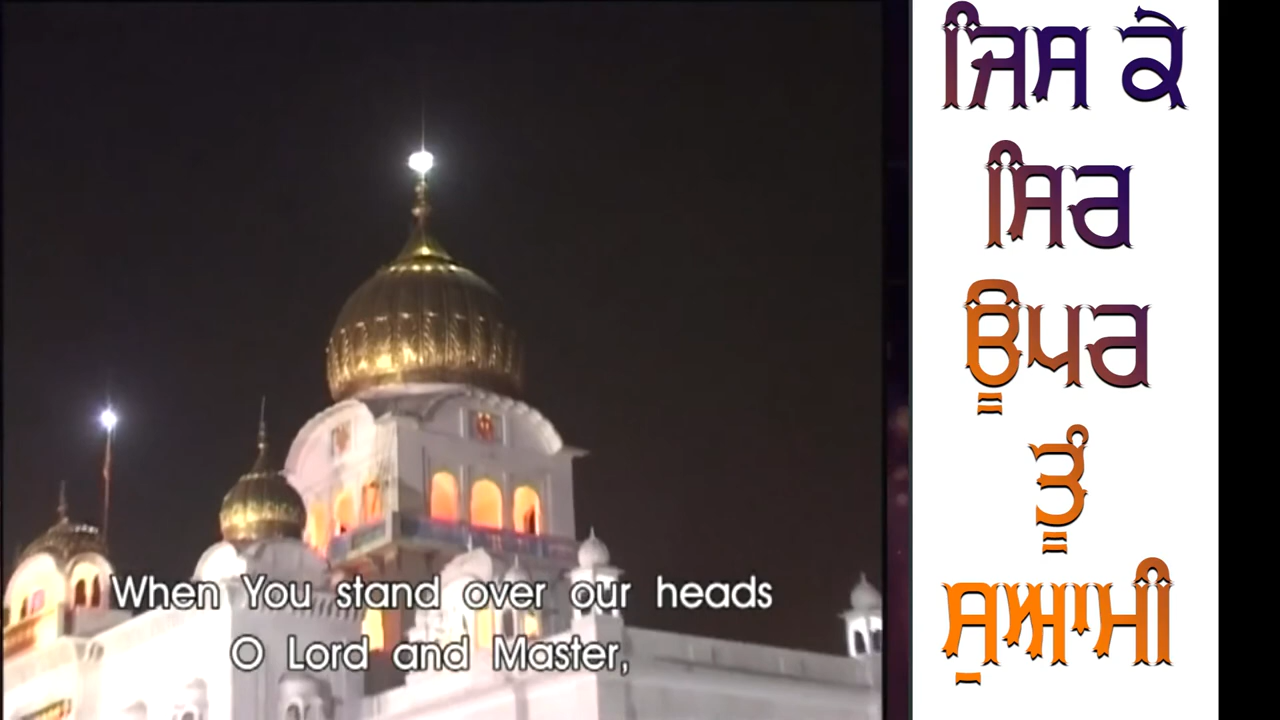 When You stand over our heads
O Lord and Master,
ਜਿਸ ਕੇ
ਸਿਰ
ਊਪਰ
ਤੂੰ
ਸੁਆਮੀ